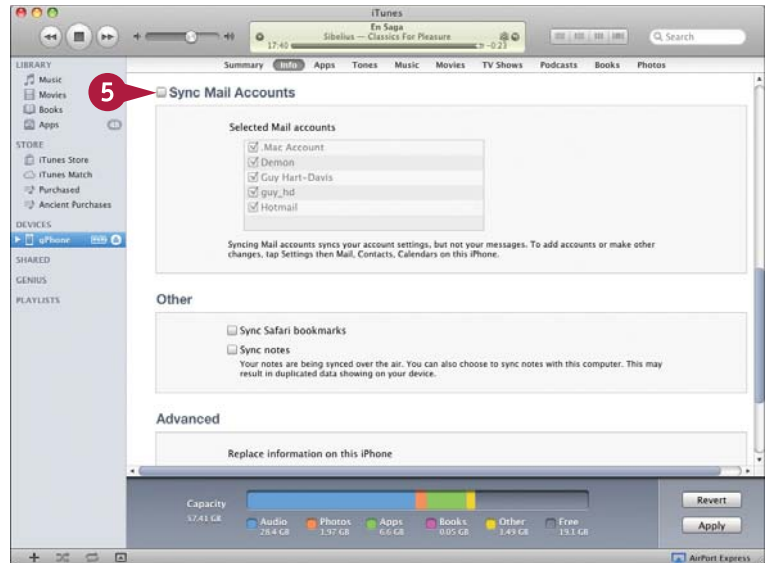 iTunes
En Saga
Sibelius — Classics For Pleasure
17:40 -0:23
Search
LIBRARY
Music
Movies
Books
Apps
STORE
iTunes Store
iTunes Match
Purchased
Ancient Purchases
DEVICES
gPhone
SHARED
GENIUS
PLAYLISTS
Summary Info Apps Tones Music Movies TV Shows Podcasts Books Photos
5
Sync Mail Accounts
Selected Mail accounts
.Mac Account
Demon
Guy Hart-Davis
guy_hd
Hotmail
Syncing Mail accounts syncs your account settings, but not your messages. To add accounts or make other
changes, tap Settings then Mail, Contacts, Calendars on this iPhone.
Other
Sync Safari bookmarks
Sync notes
Your notes are being synced over the air. You can also choose to sync notes with this computer. This may
result in duplicated data showing on your device.
Advanced
Replace information on this iPhone
Capacity
57.41 GB
Audio
28.4 GB
Photos
1.97 GB
Apps
6.6 GB
Books
0.05 GB
Other
1.49 GB
Free
19.1 GB
Revert
Apply
AirPort Express